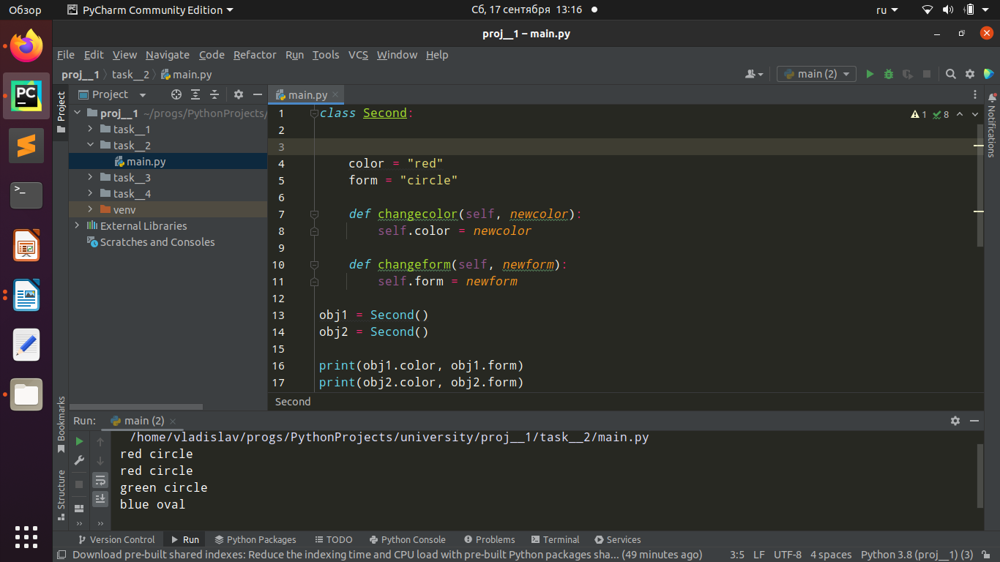 Обзор PyCharm Community Edition Сб, 17 сентября 13:16 ru
proj__1 – main.py
File Edit View Navigate Code Refactor Run Tools VCS Window Help
proj__1 task__2 main.py main (2)
Project Project main.py
proj__1 ~/progs/PythonProjects/
task__1
task__2
main.py
task__3
task__4
venv
External Libraries
Scratches and Consoles
1 class Second: 1 8
2
3
4 color = "red"
5 form = "circle"
6
7 def changecolor(self, newcolor):
8 self.color = newcolor
9
10 def changeform(self, newform):
11 self.form = newform
12
13 obj1 = Second()
14 obj2 = Second()
15
16 print(obj1.color, obj1.form)
17 print(obj2.color, obj2.form)
Second
Notifications
Bookmarks
Structure
Run: main (2)
/home/vladislav/progs/PythonProjects/university/proj__1/task__2/main.py
red circle
red circle
green circle
blue oval
Version Control Run Python Packages TODO Python Console Problems Terminal Services
Download pre-built shared indexes: Reduce the indexing time and CPU load with pre-built Python packages sha... (49 minutes ago) 3:5 LF UTF-8 4 spaces Python 3.8 (proj__1) (3)